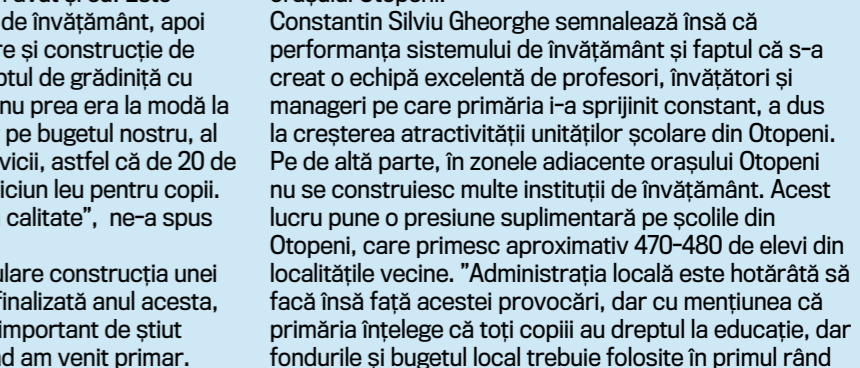 de învățământ, apoi
re și construcție de
ptul de grădiniță cu
nu prea era la modă la
pe bugetul nostru, al
vicii, astfel că de 20 de
iciun leu pentru copii.
calitate", ne-a spus
ulare construcția unei
finalizată anul acesta,
important de știut
nd am venit primar.
orașului Otopeni.
Constantin Silviu Gheorghe semnalează însă că
performanța sistemului de învățământ și faptul că s-a
creat o echipă excelentă de profesori, învățători și
manageri pe care primăria i-a sprijinit constant, a dus
la creșterea atractivității unităților școlare din Otopeni.
Pe de altă parte, în zonele adiacente orașului Otopeni
nu se construiesc multe instituții de învățământ. Acest
lucru pune o presiune suplimentară pe școlile din
Otopeni, care primesc aproximativ 470-480 de elevi din
localitățile vecine. "Administrația locală este hotărâtă să
facă însă față acestei provocări, dar cu mențiunea că
primăria înțelege că toți copiii au dreptul la educație, dar
fondurile și bugetul local trebuie folosite în primul rând